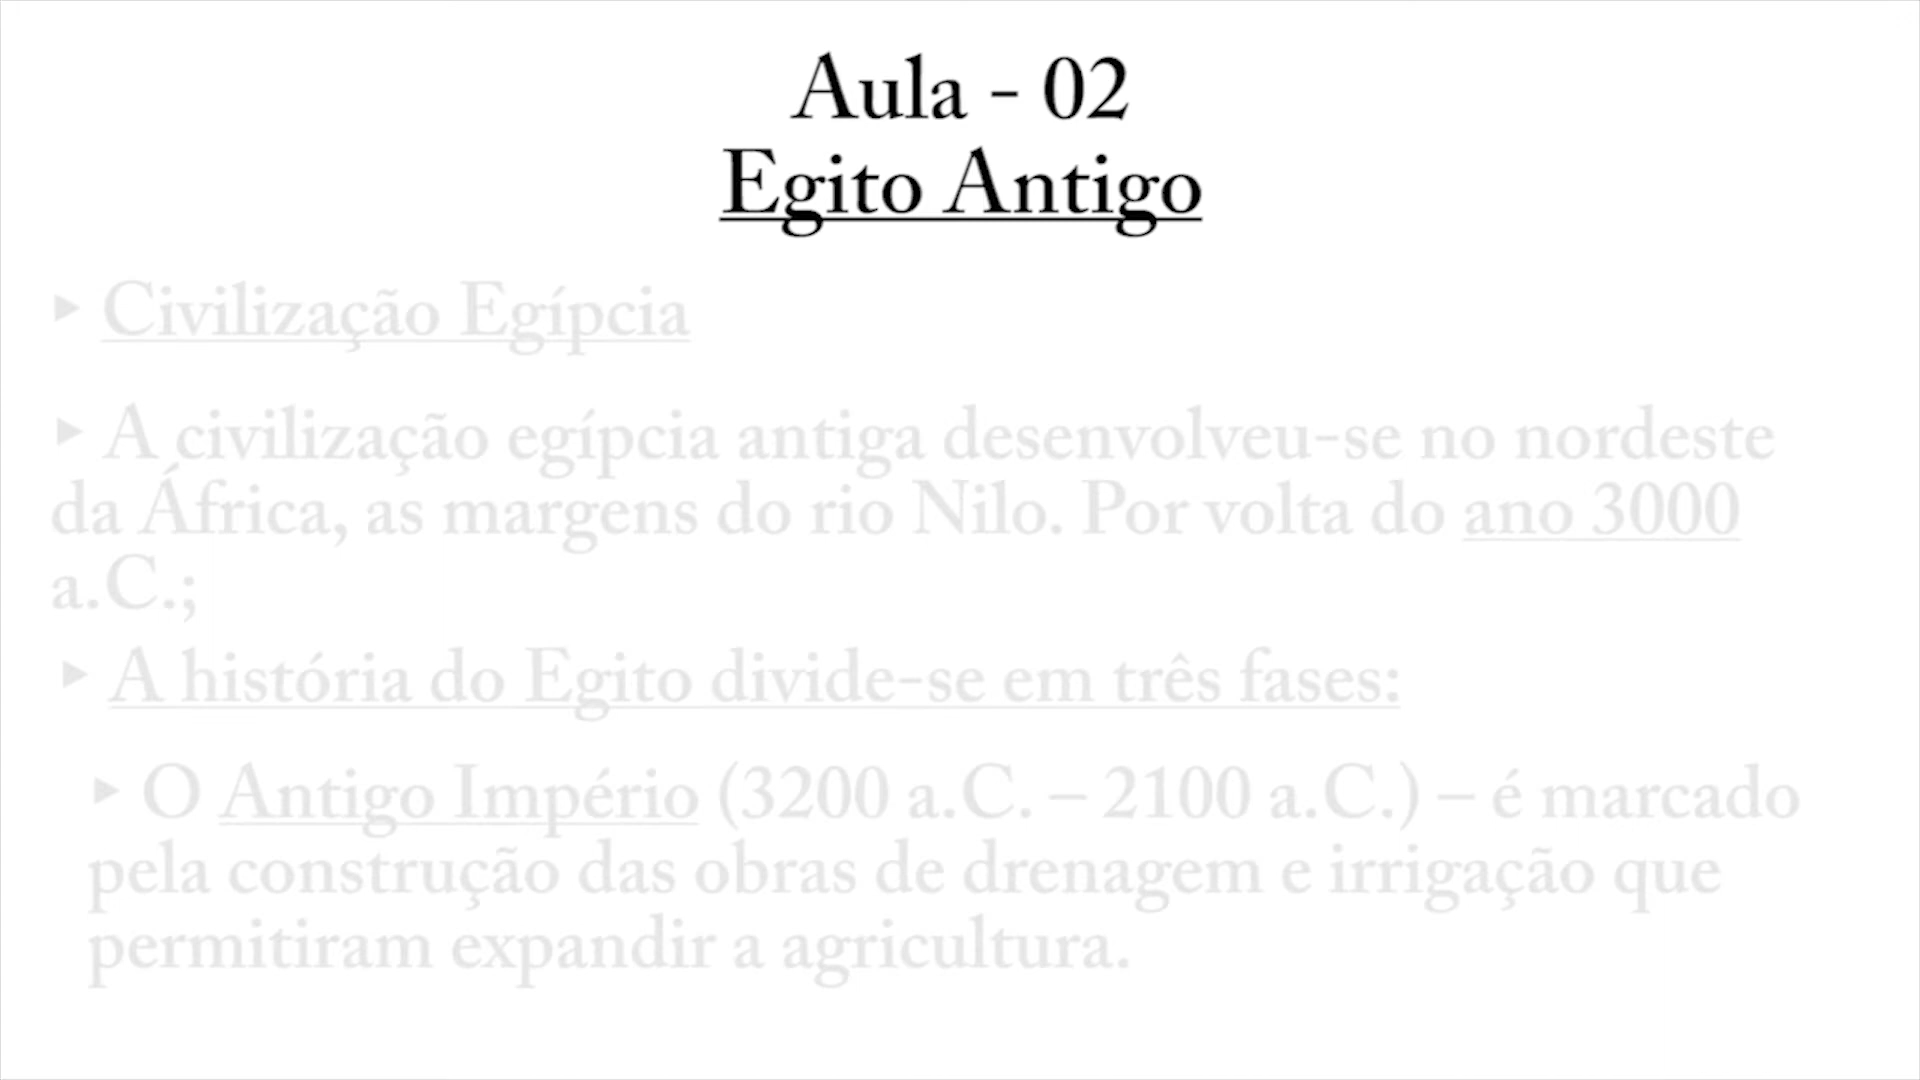 Aula - 02
Egito Antigo
▸ Civilização Egípcia
▸ A civilização egípcia antiga desenvolveu-se no nordeste
da África, as margens do rio Nilo. Por volta do ano 3000
a.C.;
▸ A história do Egito divide-se em três fases:
▸ O Antigo Império (3200 a.C. – 2100 a.C.) – é marcado
pela construção das obras de drenagem e irrigação que
permitiram expandir a agricultura.